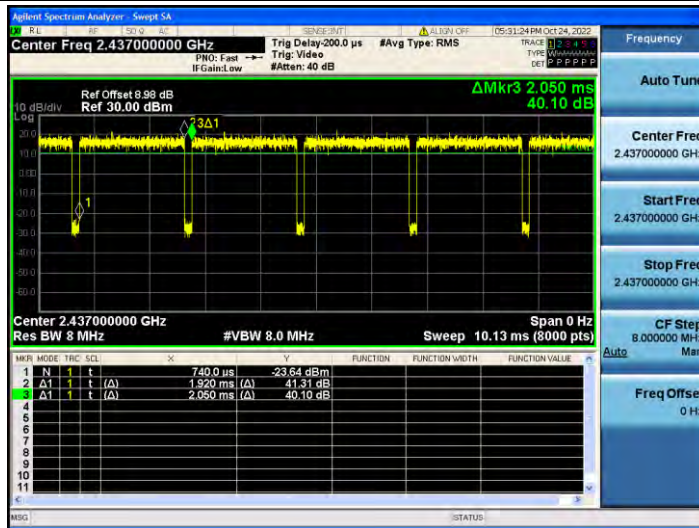 Agilent Spectrum Analyzer - Swept SA
RL RF 50 Ω AC SENSE:INT ALIGN OFF 05:31:24 PM Oct 24, 2022
Center Freq 2.437000000 GHz
PNO: Fast
IFGain:Low
Trig Delay-200.0 µs
Trig: Video
#Atten: 40 dB
#Avg Type: RMS
TRACE 1 2 3 4 5 6
TYPE
DET P P P P P P
Ref Offset 8.98 dB
Ref 30.00 dBm
10 dB/div
Log
ΔMkr3 2.050 ms
40.10 dB
20.0
10.0
0.00
-10.0
-20.0
-30.0
-40.0
-50.0
-60.0
3Δ1
1
Center 2.437000000 GHz
Span 0 Hz
Res BW 8 MHz
#VBW 8.0 MHz
Sweep 10.13 ms (8000 pts)
MKR MODE TRC SCL X Y FUNCTION FUNCTION WIDTH FUNCTION VALUE
1 N 1 t 740.0 µs -23.64 dBm
2 Δ1 1 t (Δ) 1.920 ms (Δ) 41.31 dB
3 Δ1 1 t (Δ) 2.050 ms (Δ) 40.10 dB
4
5
6
7
8
9
10
11
MSG
STATUS
Frequency
Auto Tune
Center Freq
2.437000000 GHz
Start Freq
2.437000000 GHz
Stop Freq
2.437000000 GHz
CF Step
8.000000 MHz
Auto Man
Freq Offset
0 Hz